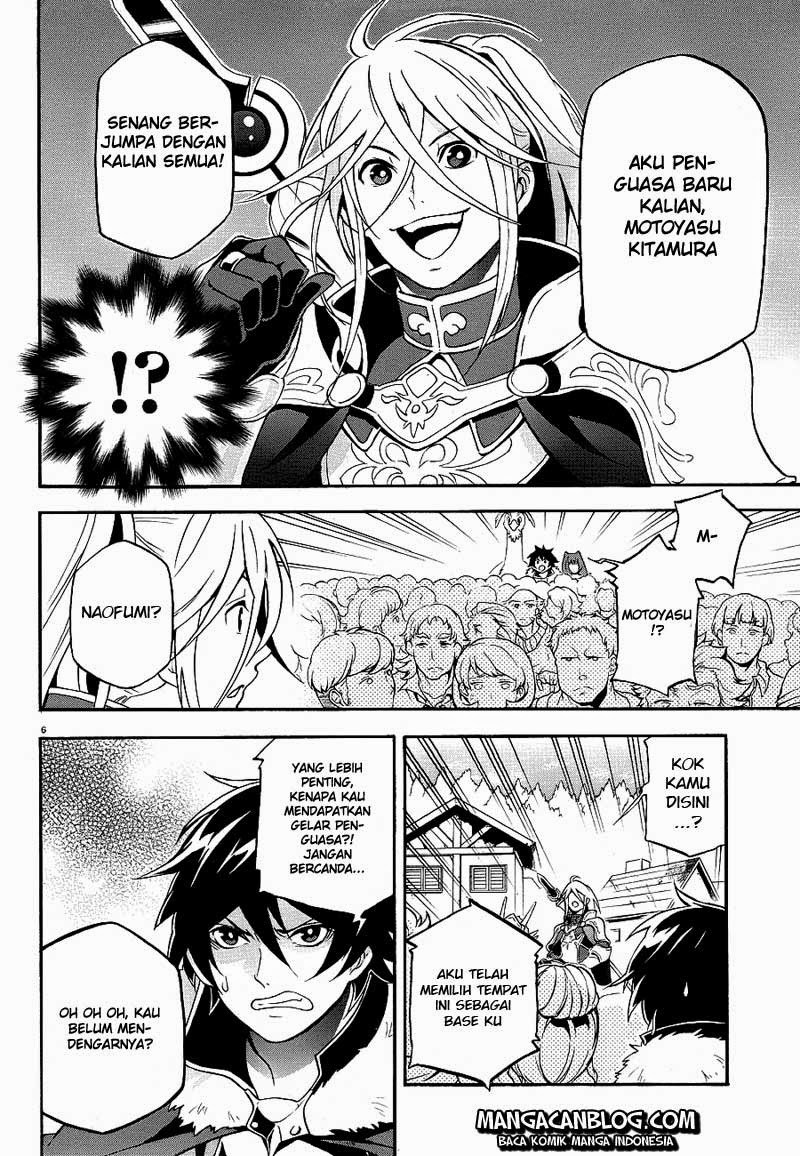 AKU PEN-
GUASA BARU
KALIAN,
MOTOYASU
KITAMURA
SENANG BER-
JUMPA DENGAN
KALIAN SEMUA!
!?
M-
MOTOYASU
!?
NAOFUMI?
6
KOK
KAMU
DISINI
...?
AKU TELAH
MEMILIH TEMPAT
INI SEBAGAI
BASE KU
YANG LEBIH
PENTING,
KENAPA KAU
MENDAPATKAN
GELAR PEN-
GUASA?!
JANGAN
BERCANDA...
OH OH OH, KAU
BELUM MEN-
DENGARNYA?
MANGACANBLOG.COM
BACA KOMIK MANGA INDONESIA